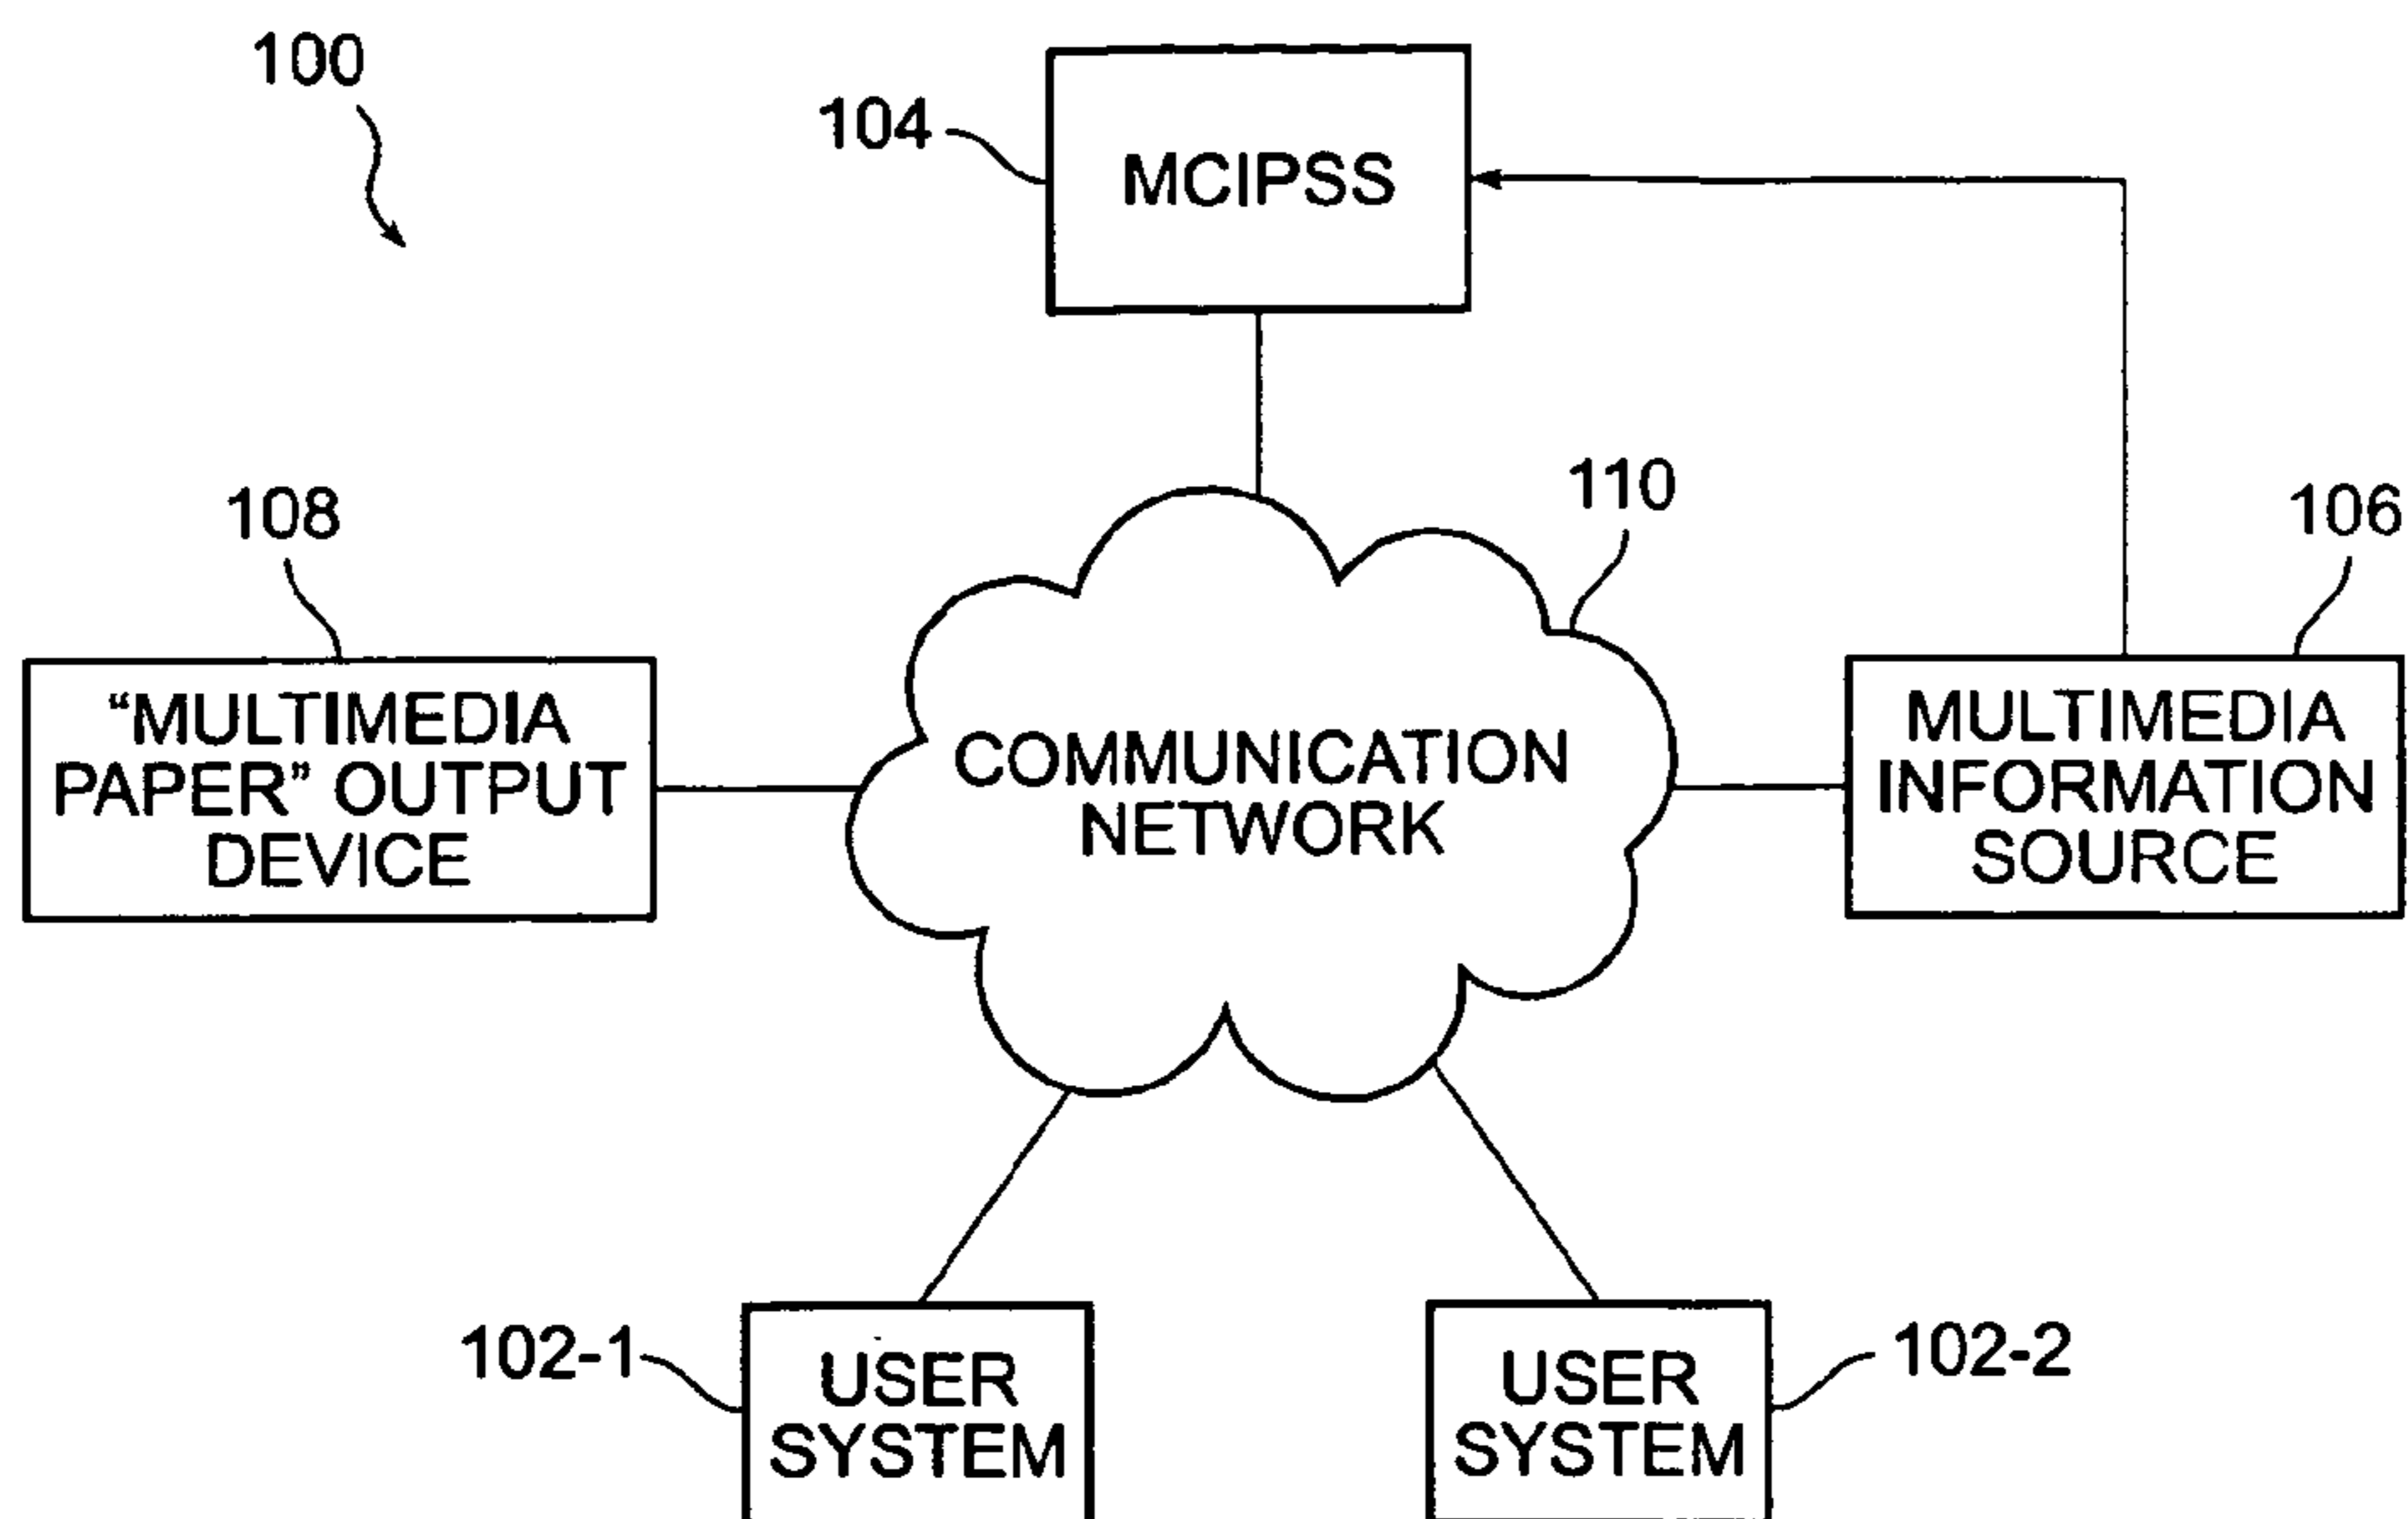 100
104
MCIPSS
110
108
106
“MULTIMEDIA
PAPER” OUTPUT
DEVICE
COMMUNICATION
NETWORK
MULTIMEDIA
INFORMATION
SOURCE
102-1
USER
SYSTEM
USER
SYSTEM
102-2